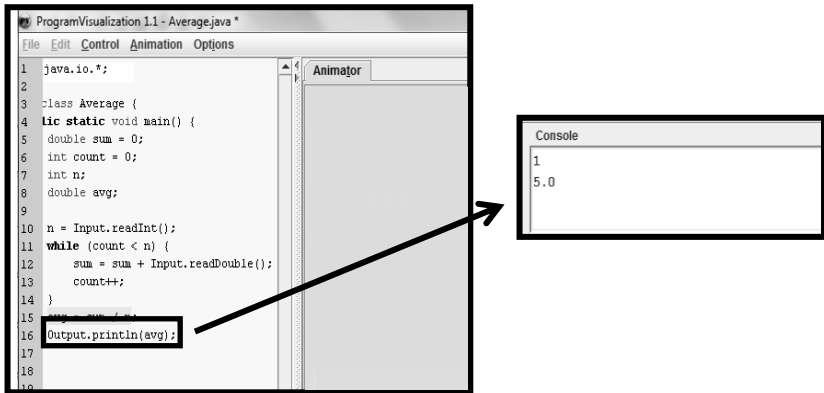 ProgramVisualization 1.1 - Average.java *
File Edit Control Animation Options
1 java.io.*;
2
3 class Average {
4 lic static void main() {
5 double sum = 0;
6 int count = 0;
7 int n;
8 double avg;
9
10 n = Input.readInt();
11 while (count < n) {
12 sum = sum + Input.readDouble();
13 count++;
14 }
15 avg = sum / n;
16 Output.println(avg);
17
18
19
Animator
Console
1
5.0